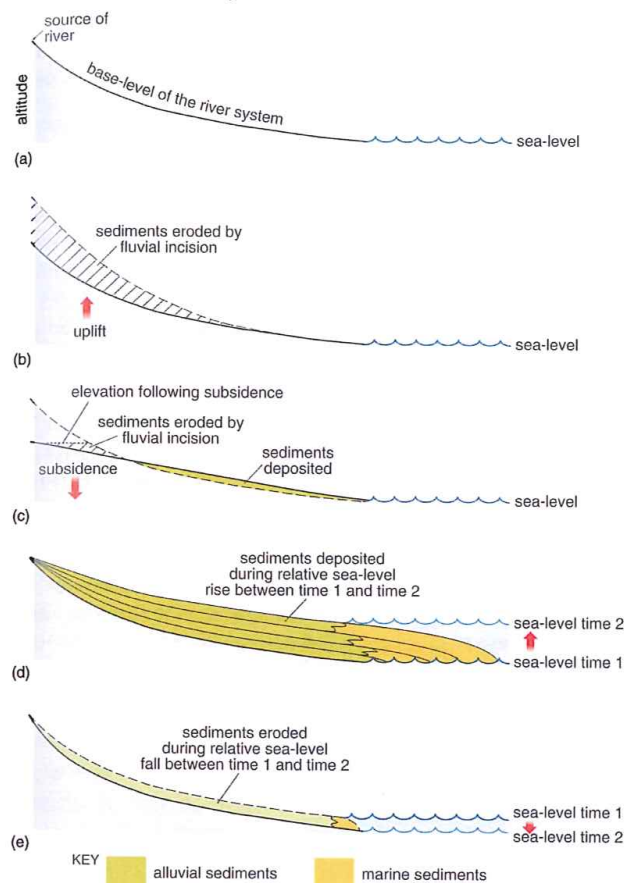 source of
river
altitude
base-level of the river system
sea-level
(a)
sediments eroded by
fluvial incision
uplift
sea-level
(b)
elevation following subsidence
sediments eroded by
fluvial incision
subsidence
sediments
deposited
sea-level
(c)
sediments deposited
during relative sea-level
rise between time 1 and time 2
sea-level time 2
sea-level time 1
(d)
sediments eroded
during relative sea-level
fall between time 1 and time 2
sea-level time 1
sea-level time 2
(e)
KEY
alluvial sediments
marine sediments